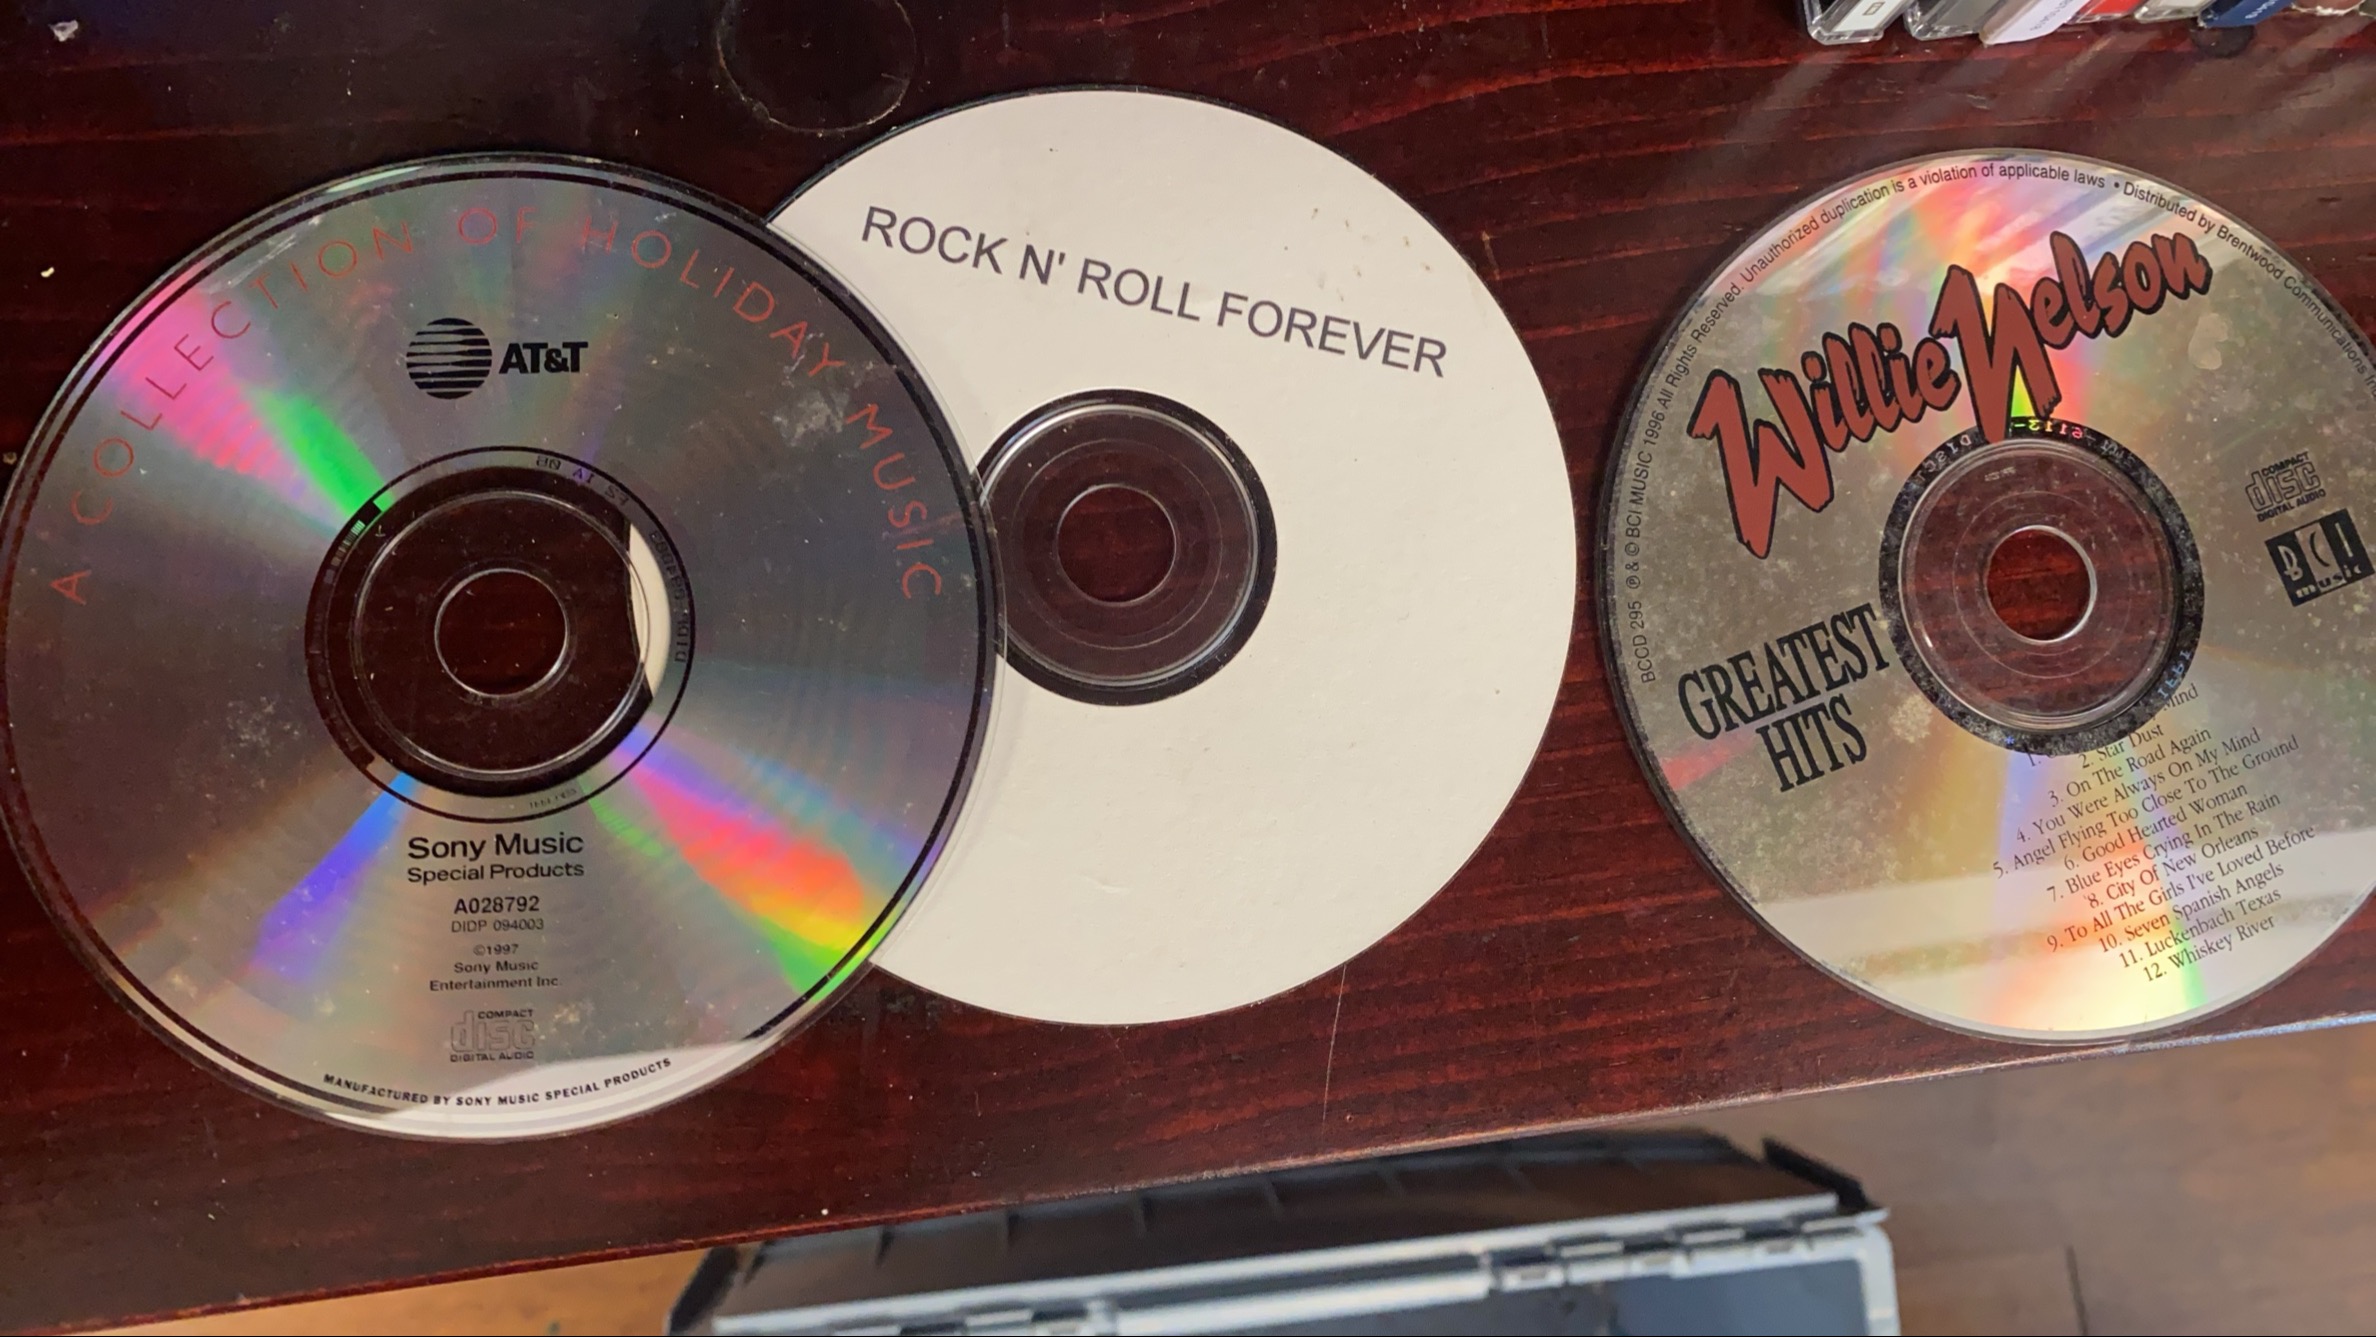 A COLLECTION OF HOLIDAY MUSIC
AT&T
Sony Music
Special Products
A028792
DIDP 094003
©1997
Sony Music
Entertainment Inc.
COMPACT
disc
DIGITAL AUDIO
MANUFACTURED BY SONY MUSIC SPECIAL PRODUCTS
ROCK N' ROLL FOREVER
BCCD 295 ℗ & © BCI MUSIC 1996 All Rights Reserved. Unauthorized duplication is a violation of applicable laws • Distributed by Brentwood Communications
Willie Nelson
GREATEST
HITS
COMPACT
disc
DIGITAL AUDIO
BCI
music
1. Mind
2. Star Dust
3. On The Road Again
4. You Were Always On My Mind
5. Angel Flying Too Close To The Ground
6. Good Hearted Woman
7. Blue Eyes Crying In The Rain
8. City Of New Orleans
9. To All The Girls I've Loved Before
10. Seven Spanish Angels
11. Luckenbach Texas
12. Whiskey River